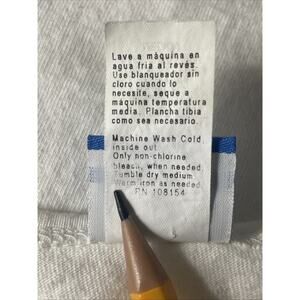 Lave a máquina en
agua fria al revés.
Use blanqueador sin
cloro cuando lo
necesite, seque a
máquina temperatura
media. Plancha tibia
como sea necesario.
Machine Wash Cold
inside out
Only non-chlorine
bleach, when needed
Tumble dry medium
Warm iron as needed
RN 108154